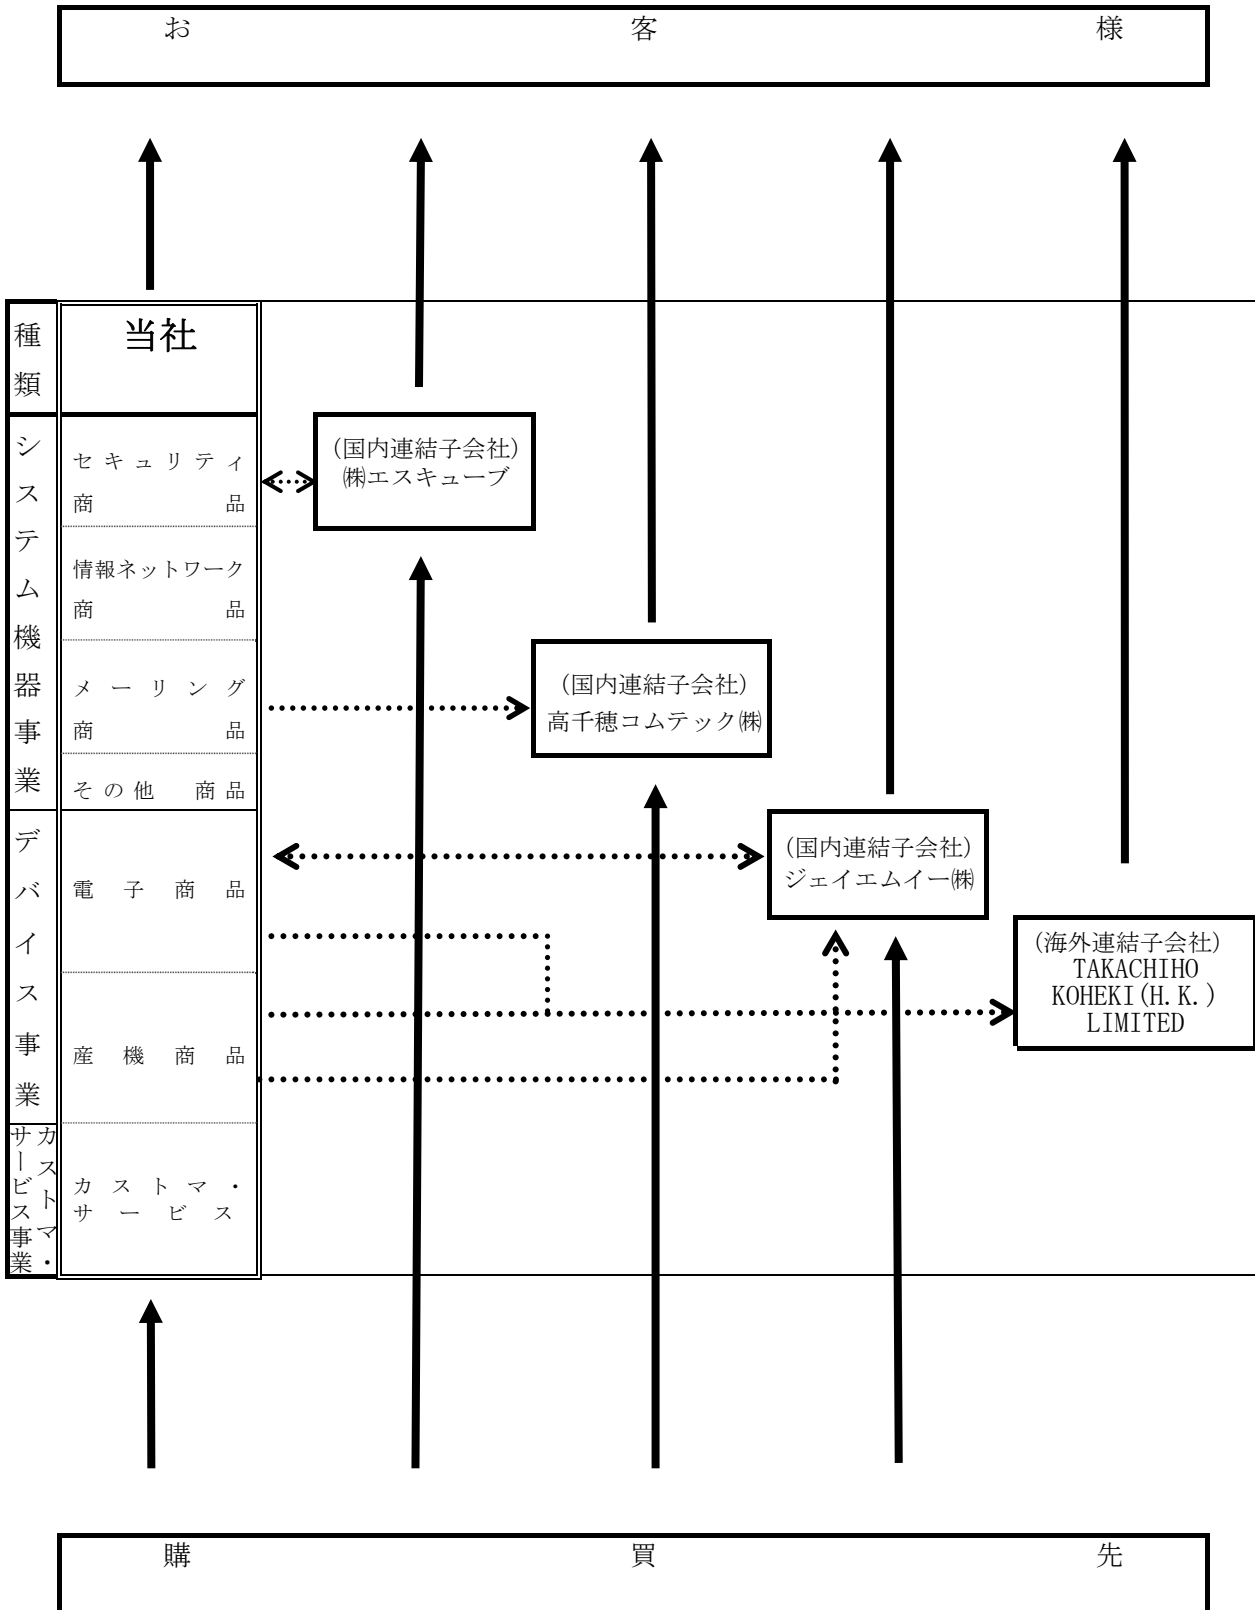 お客様
種類
当社
システム機器事業
セキュリティ
商品
(国内連結子会社)
㈱エスキューブ
情報ネットワーク
商品
メーリング
商品
(国内連結子会社)
高千穂コムテック㈱
その他 商品
デバイス事業
電子商品
(国内連結子会社)
ジェイエムイー㈱
(海外連結子会社)
TAKACHIHO
KOHEKI(H.K.)
LIMITED
産機商品
カストマ・
サービス事業
カストマ・
サービス
購買先